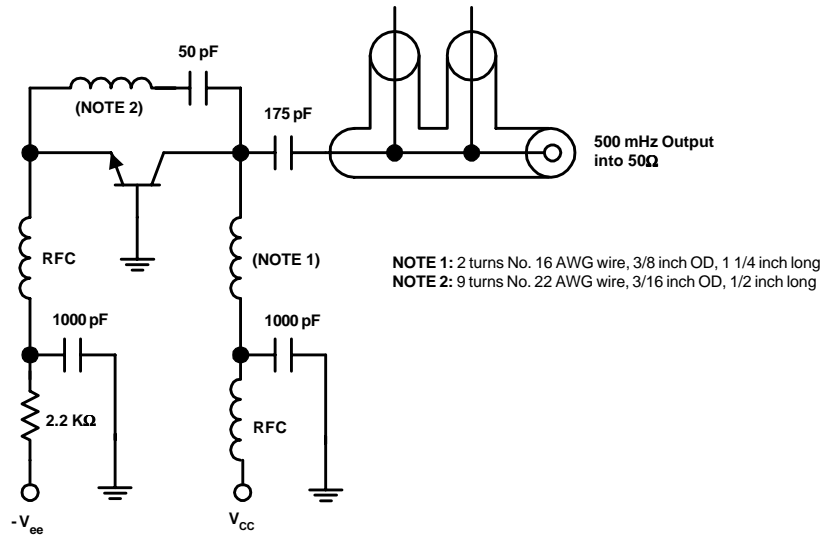 50 pF
(NOTE 2)
175 pF
500 mHz Output
into 50Ω
RFC
(NOTE 1)
NOTE 1: 2 turns No. 16 AWG wire, 3/8 inch OD, 1 1/4 inch long
NOTE 2: 9 turns No. 22 AWG wire, 3/16 inch OD, 1/2 inch long
1000 pF
1000 pF
2.2 KΩ
RFC
- Vee
VCC